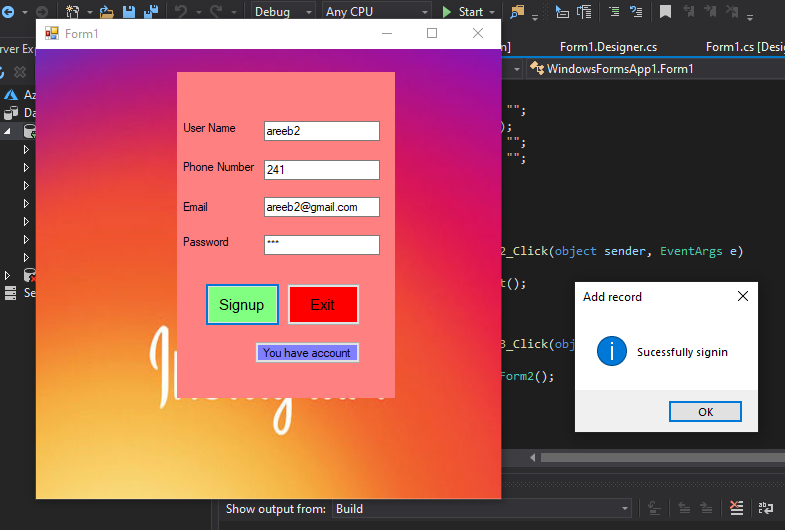 Debug
Any CPU
Start
Form1
n]
Form1.Designer.cs
Form1.cs [Desi
erver Ex
WindowsFormsApp1.Form1
Az
Da
Se
"";
);
"";
"";
User Name
areeb2
Phone Number
241
Email
areeb2@gmail.com
Password
***
Signup
Exit
You have account
2_Click(object sender, EventArgs e)
t();
3_Click(obj
Form2();
Add record
Sucessfully signin
OK
Show output from:
Build